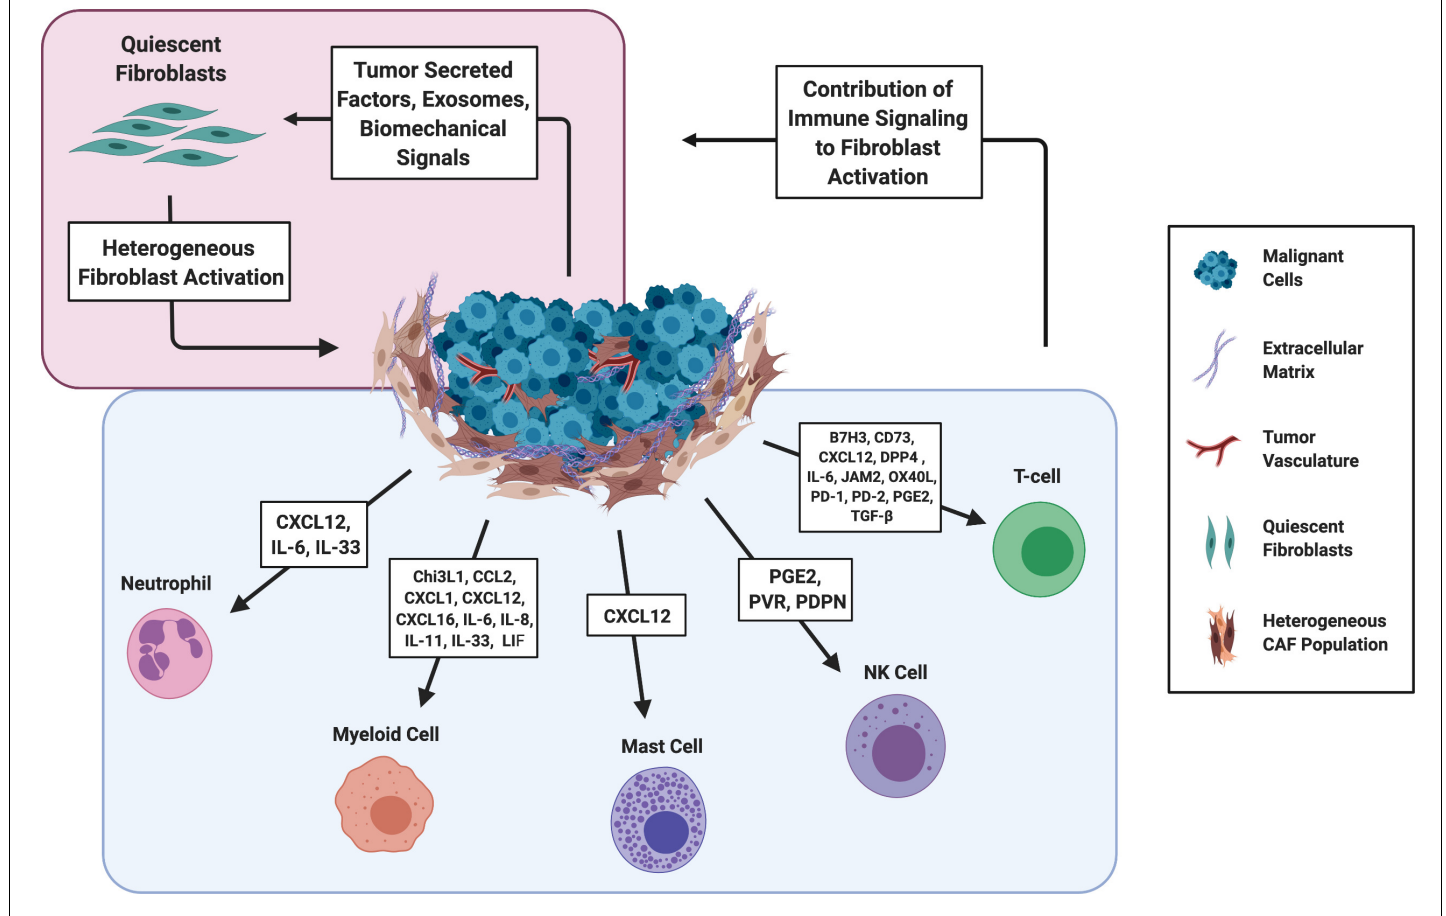 Quiescent
Fibroblasts
Tumor Secreted
Factors, Exosomes,
Biomechanical
Signals
Contribution of
Immune Signaling
to Fibroblast
Activation
Heterogeneous
Fibroblast Activation
Malignant
Cells
Extracellular
Matrix
Tumor
Vasculature
Quiescent
Fibroblasts
Heterogeneous
CAF Population
B7H3, CD73,
CXCL12, DPP4 ,
IL-6, JAM2, OX40L,
PD-1, PD-2, PGE2,
TGF-β
T-cell
CXCL12,
IL-6, IL-33
Neutrophil
Chi3L1, CCL2,
CXCL1, CXCL12,
CXCL16, IL-6, IL-8,
IL-11, IL-33, LIF
Myeloid Cell
CXCL12
Mast Cell
PGE2,
PVR, PDPN
NK Cell